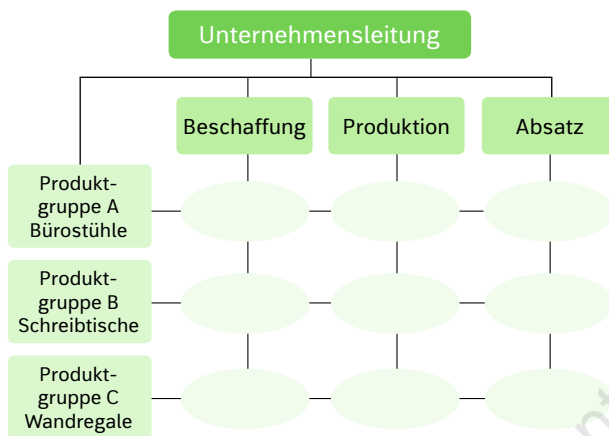 Unternehmensleitung
Beschaffung
Produktion
Absatz
Produkt-
gruppe A
Bürostühle
Produkt-
gruppe B
Schreibtische
Produkt-
gruppe C
Wandregale